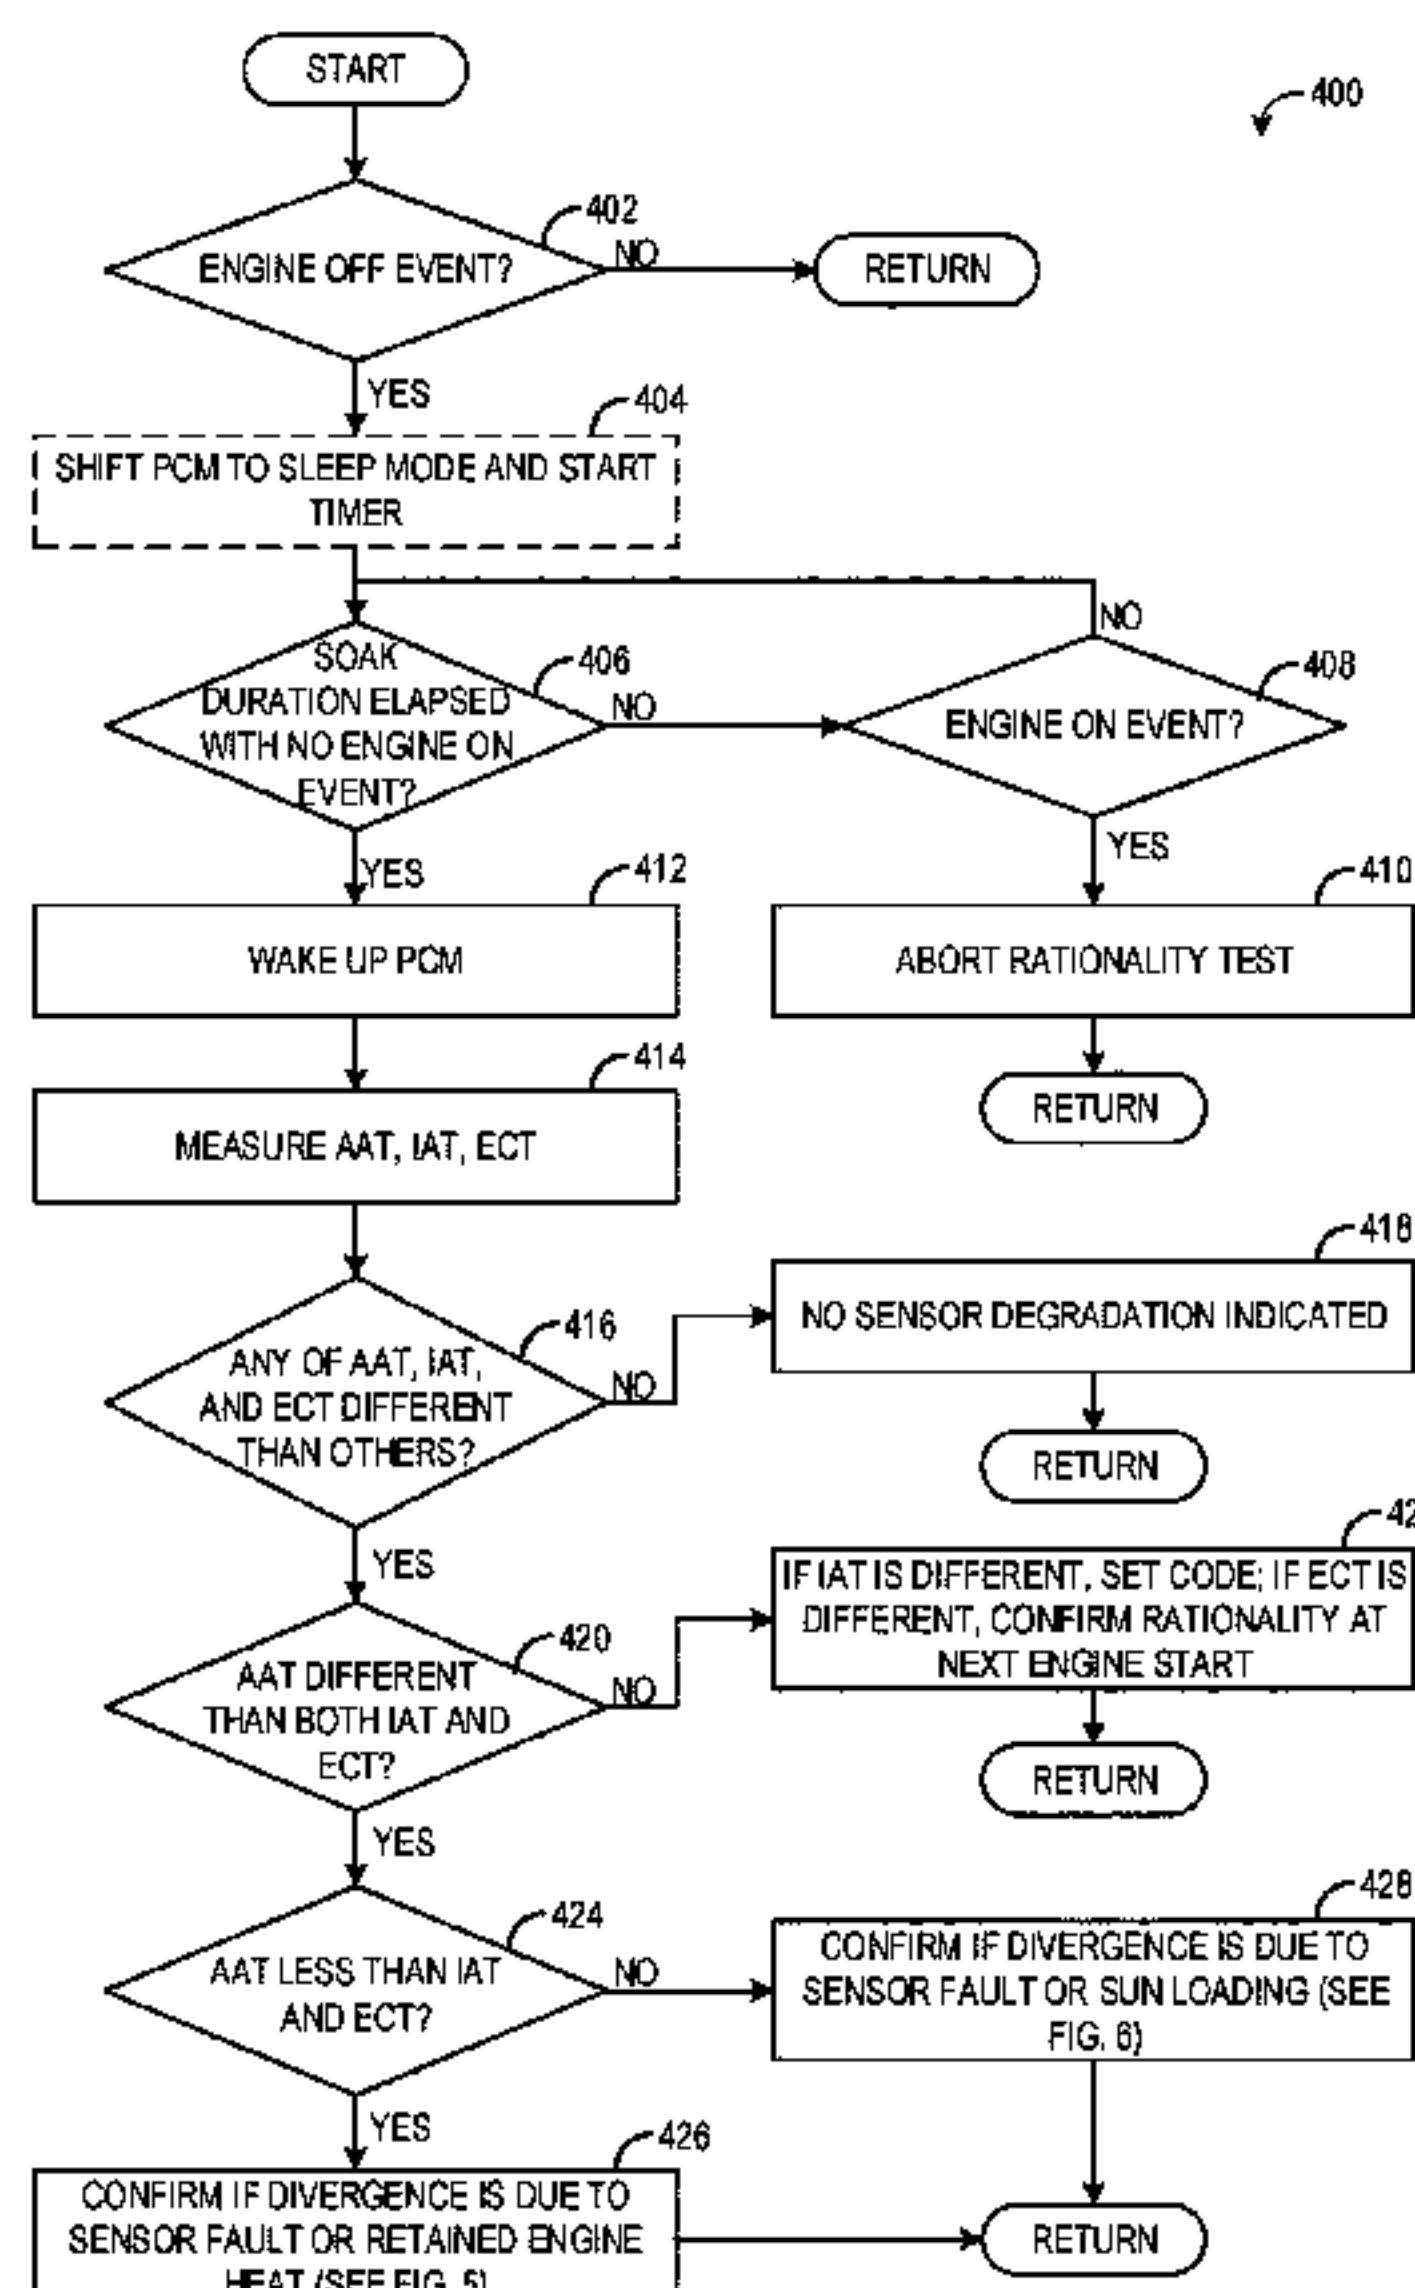 START
400
402
ENGINE OFF EVENT?
NO
RETURN
YES
404
SHIFT PCM TO SLEEP MODE AND START
TIMER
NO
SOAK
DURATION ELAPSED
WITH NO ENGINE ON
EVENT?
406
NO
408
ENGINE ON EVENT?
YES
YES
412
WAKE UP PCM
410
ABORT RATIONALITY TEST
RETURN
414
MEASURE AAT, IAT, ECT
416
ANY OF AAT, IAT,
AND ECT DIFFERENT
THAN OTHERS?
NO
418
NO SENSOR DEGRADATION INDICATED
RETURN
YES
420
AAT DIFFERENT
THAN BOTH IAT AND
ECT?
NO
IF IAT IS DIFFERENT, SET CODE; IF ECT IS
DIFFERENT, CONFIRM RATIONALITY AT
NEXT ENGINE START
RETURN
YES
424
AAT LESS THAN IAT
AND ECT?
NO
428
CONFIRM IF DIVERGENCE IS DUE TO
SENSOR FAULT OR SUN LOADING (SEE
FIG. 6)
YES
426
CONFIRM IF DIVERGENCE IS DUE TO
SENSOR FAULT OR RETAINED ENGINE
HEAT (SEE FIG. 5)
RETURN